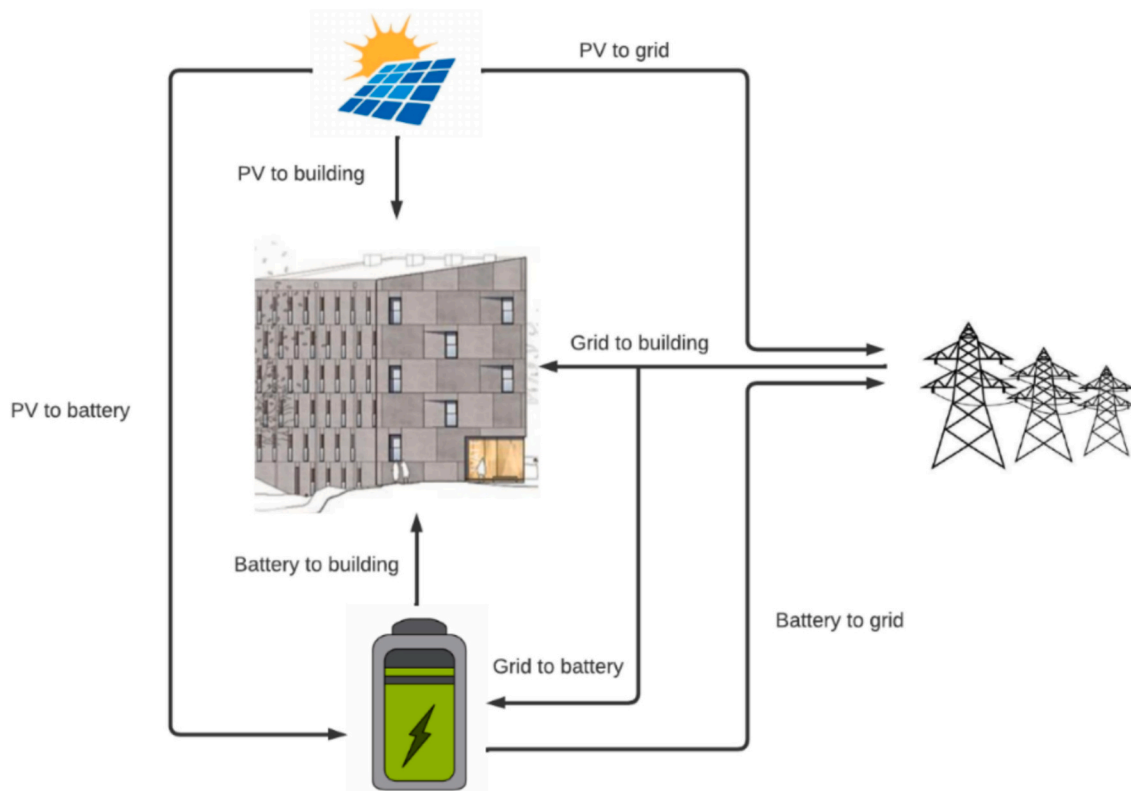 PV to grid
PV to building
Grid to building
PV to battery
Battery to building
Battery to grid
Grid to battery